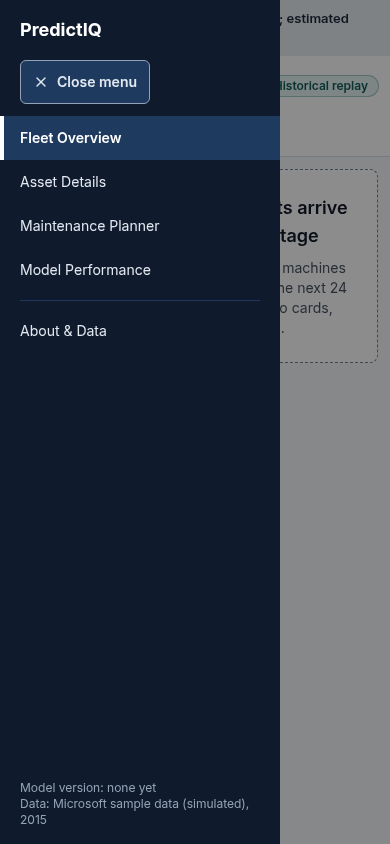 PredictIQ
; estimated
Close menu
Historical replay
Fleet Overview
Asset Details
ts arrive
Maintenance Planner
tage
Model Performance
machines
he next 24
o cards,
.
About & Data
Model version: none yet
Data: Microsoft sample data (simulated),
2015